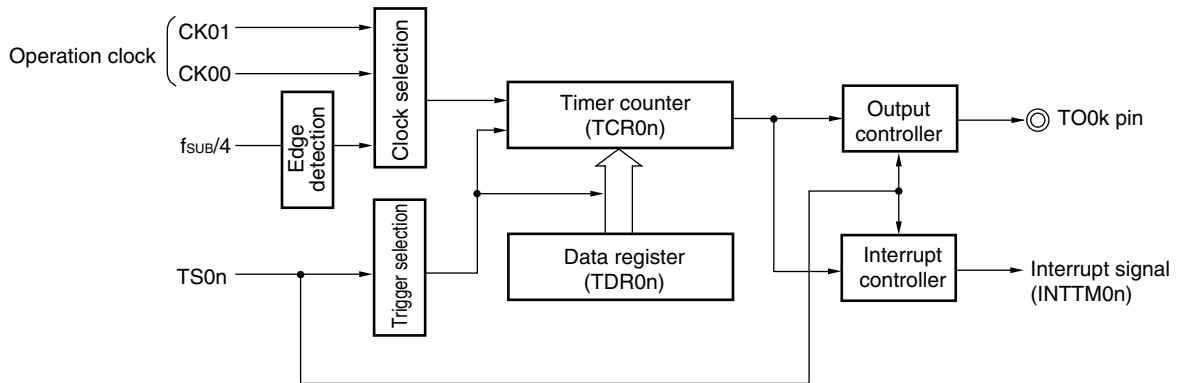 Operation clock
CK01
CK00
fSUB/4
Edge
detection
Clock selection
TS0n
Trigger selection
Timer counter
(TCR0n)
Data register
(TDR0n)
Output
controller
TO0k pin
Interrupt
controller
Interrupt signal
(INTTM0n)